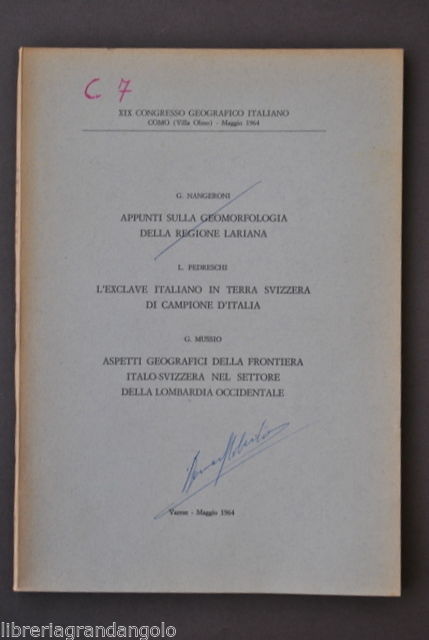 C 7
XIX CONGRESSO GEOGRAFICO ITALIANO
COMO (Villa Olmo) - Maggio 1964
G. NANGERONI
APPUNTI SULLA GEOMORFOLOGIA
DELLA REGIONE LARIANA
L. PEDRESCHI
L'EXCLAVE ITALIANO IN TERRA SVIZZERA
DI CAMPIONE D'ITALIA
G. MUSSIO
ASPETTI GEOGRAFICI DELLA FRONTIERA
ITALO-SVIZZERA NEL SETTORE
DELLA LOMBARDIA OCCIDENTALE
Varese - Maggio 1964
libreriagrandangolo